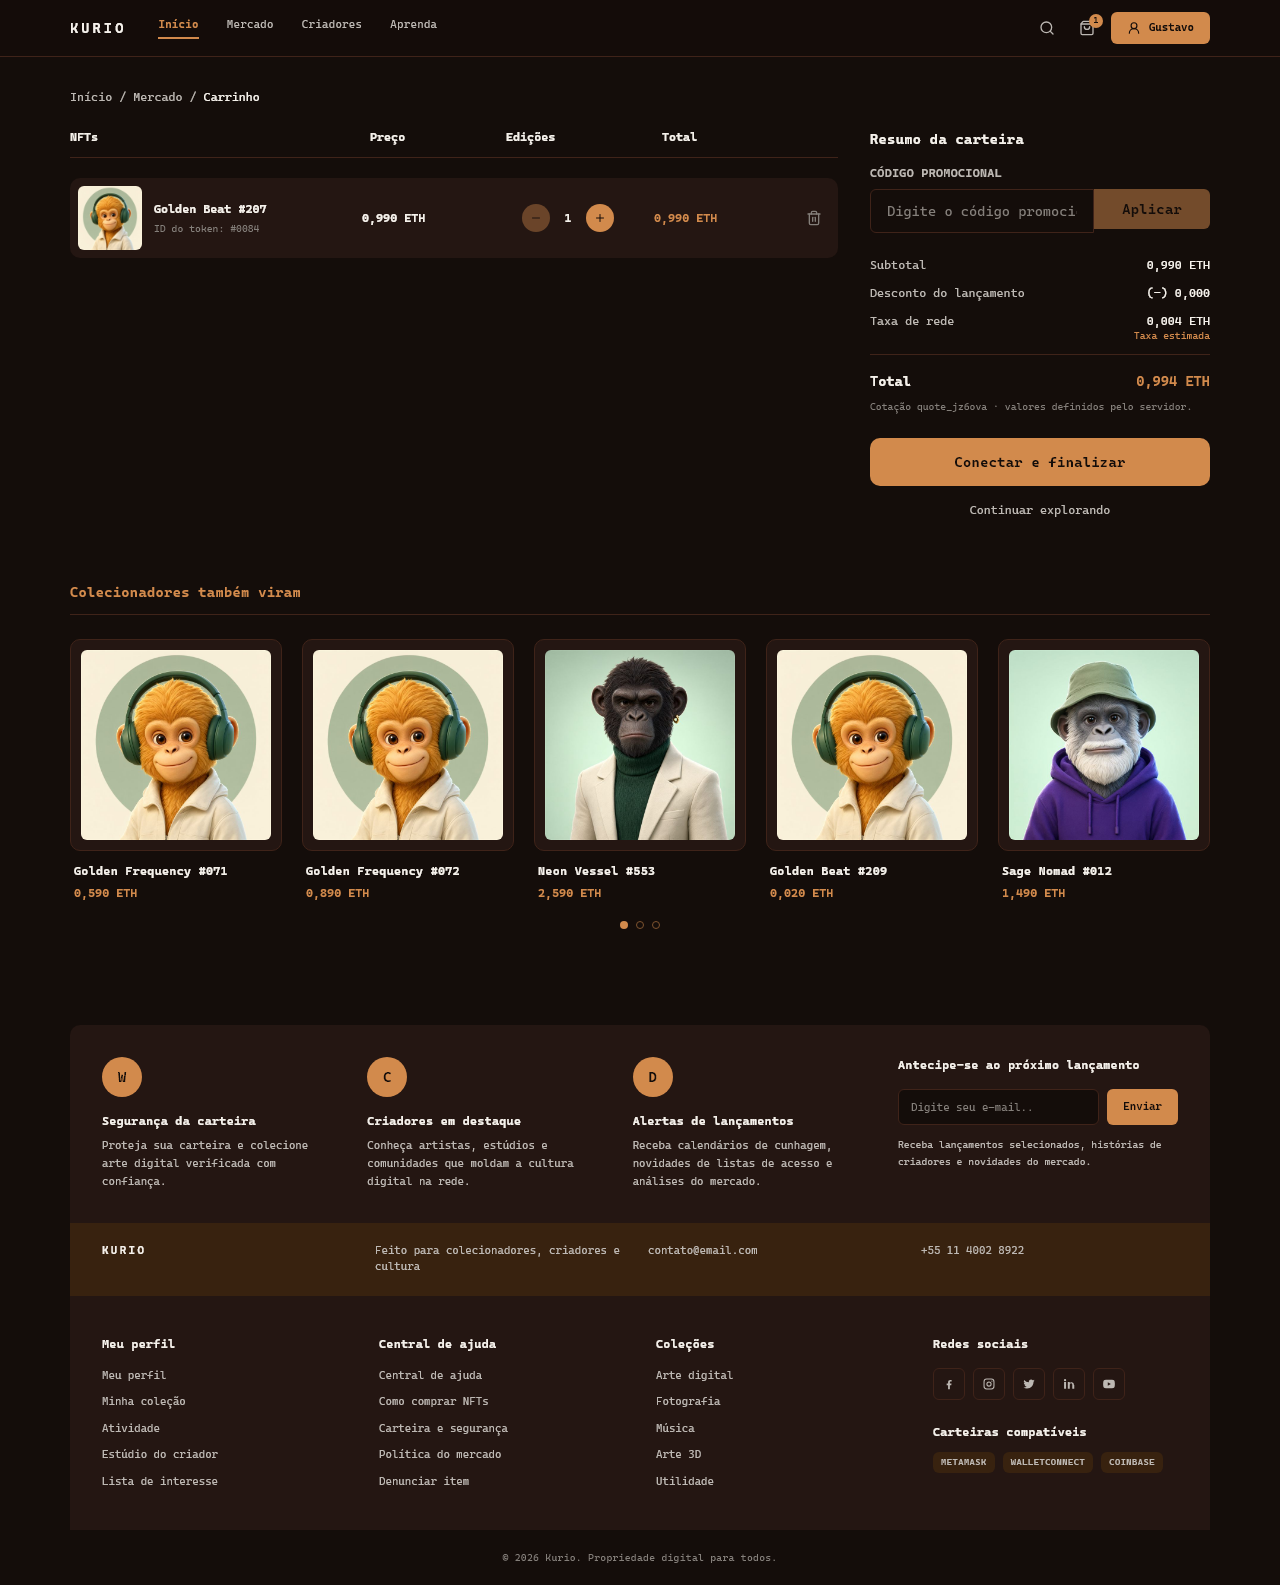 KURIO
Início
Mercado
Criadores
Aprenda
1
Gustavo
Início / Mercado / Carrinho
NFTs
Preço
Edições
Total
Golden Beat #207
ID do token: #0084
0,990 ETH
− 1 +
0,990 ETH
Resumo da carteira
CÓDIGO PROMOCIONAL
Digite o código promoci
Aplicar
Subtotal
0,990 ETH
Desconto do lançamento
(−) 0,000
Taxa de rede
0,004 ETH
Taxa estimada
Total
0,994 ETH
Cotação quote_jz6ova · valores definidos pelo servidor.
Conectar e finalizar
Continuar explorando
Colecionadores também viram
Golden Frequency #071
0,590 ETH
Golden Frequency #072
0,890 ETH
Neon Vessel #553
2,590 ETH
Golden Beat #209
0,020 ETH
Sage Nomad #012
1,490 ETH
W
Segurança da carteira
Proteja sua carteira e colecione
arte digital verificada com
confiança.
C
Criadores em destaque
Conheça artistas, estúdios e
comunidades que moldam a cultura
digital na rede.
D
Alertas de lançamentos
Receba calendários de cunhagem,
novidades de listas de acesso e
análises do mercado.
Antecipe-se ao próximo lançamento
Digite seu e-mail..
Enviar
Receba lançamentos selecionados, histórias de
criadores e novidades do mercado.
KURIO
Feito para colecionadores, criadores e
cultura
contato@email.com
+55 11 4002 8922
Meu perfil
Meu perfil
Minha coleção
Atividade
Estúdio do criador
Lista de interesse
Central de ajuda
Central de ajuda
Como comprar NFTs
Carteira e segurança
Política do mercado
Denunciar item
Coleções
Arte digital
Fotografia
Música
Arte 3D
Utilidade
Redes sociais
Carteiras compatíveis
METAMASK
WALLETCONNECT
COINBASE
© 2026 Kurio. Propriedade digital para todos.